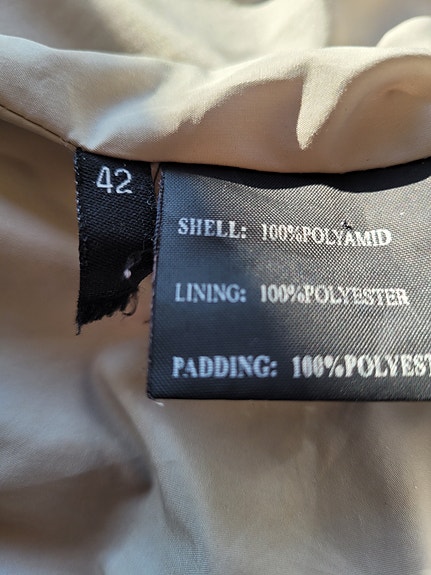 42
SHELL: 100%POLYAMID
LINING: 100%POLYESTER
PADDING: 100%POLYEST